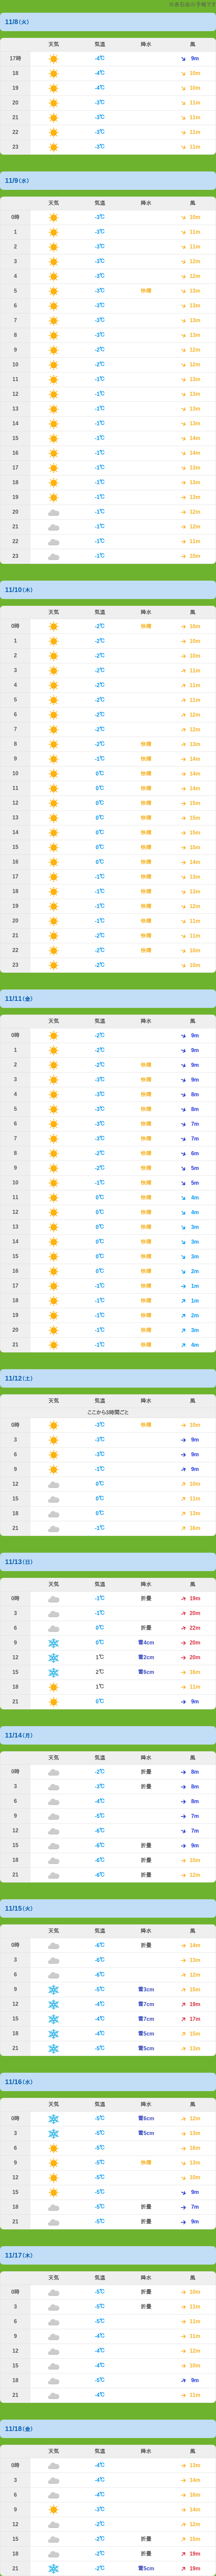 11/8(火)
天気 気温 降水 風
17時 -4℃ 9m
18 -4℃ 10m
19 -4℃ 10m
20 -3℃ 11m
21 -3℃ 11m
22 -3℃ 11m
23 -3℃ 11m
11/9(水)
天気 気温 降水 風
0時 -3℃ 10m
1 -3℃ 11m
2 -3℃ 11m
3 -3℃ 12m
4 -3℃ 12m
5 -3℃ 快晴 13m
6 -3℃ 13m
7 -3℃ 13m
8 -3℃ 13m
9 -2℃ 12m
10 -2℃ 12m
11 -1℃ 13m
12 -1℃ 13m
13 -1℃ 13m
14 -1℃ 13m
15 -1℃ 14m
16 -1℃ 14m
17 -1℃ 13m
18 -1℃ 13m
19 -1℃ 13m
20 -1℃ 12m
21 -1℃ 12m
22 -1℃ 11m
23 -1℃ 10m
11/10(木)
天気 気温 降水 風
0時 -2℃ 快晴 10m
1 -2℃ 10m
2 -2℃ 10m
3 -2℃ 11m
4 -2℃ 11m
5 -2℃ 11m
6 -2℃ 12m
7 -2℃ 12m
8 -2℃ 快晴 13m
9 -1℃ 快晴 14m
10 0℃ 快晴 14m
11 0℃ 快晴 14m
12 0℃ 快晴 15m
13 0℃ 快晴 15m
14 0℃ 快晴 15m
15 0℃ 快晴 15m
16 0℃ 快晴 14m
17 -1℃ 快晴 13m
18 -1℃ 快晴 13m
19 -1℃ 快晴 12m
20 -1℃ 快晴 11m
21 -2℃ 快晴 11m
22 -2℃ 快晴 10m
23 -2℃ 10m
11/11(金)
天気 気温 降水 風
0時 -2℃ 9m
1 -2℃ 9m
2 -2℃ 快晴 9m
3 -3℃ 快晴 9m
4 -3℃ 快晴 8m
5 -3℃ 快晴 8m
6 -3℃ 快晴 7m
7 -3℃ 快晴 7m
8 -2℃ 快晴 6m
9 -2℃ 快晴 5m
10 -1℃ 快晴 5m
11 0℃ 快晴 4m
12 0℃ 快晴 4m
13 0℃ 快晴 3m
14 0℃ 快晴 3m
15 0℃ 快晴 3m
16 0℃ 快晴 2m
17 -1℃ 快晴 1m
18 -1℃ 快晴 1m
19 -1℃ 快晴 2m
20 -1℃ 快晴 3m
21 -1℃ 快晴 4m
11/12(土)
天気 気温 降水 風
ここから3時間ごと
0時 -3℃ 快晴 10m
3 -3℃ 9m
6 -3℃ 9m
9 -1℃ 9m
12 0℃ 10m
15 0℃ 11m
18 0℃ 13m
21 -1℃ 16m
11/13(日)
天気 気温 降水 風
0時 -1℃ 折曇 19m
3 -1℃ 20m
6 0℃ 折曇 22m
9 0℃ 雪4cm 20m
12 1℃ 雪2cm 20m
15 2℃ 雪8cm 16m
18 1℃ 11m
21 0℃ 9m
11/14(月)
天気 気温 降水 風
0時 -2℃ 折曇 8m
3 -3℃ 折曇 8m
6 -4℃ 8m
9 -5℃ 7m
12 -6℃ 7m
15 -6℃ 折曇 9m
18 -6℃ 折曇 10m
21 -6℃ 折曇 12m
11/15(火)
天気 気温 降水 風
0時 -6℃ 折曇 14m
3 -6℃ 13m
6 -6℃ 12m
9 -5℃ 雪3cm 15m
12 -4℃ 雪7cm 19m
15 -4℃ 雪7cm 17m
18 -4℃ 雪5cm 15m
21 -5℃ 雪5cm 13m
11/16(水)
天気 気温 降水 風
0時 -5℃ 雪6cm 12m
3 -5℃ 雪5cm 13m
6 -5℃ 16m
9 -5℃ 快晴 13m
12 -5℃ 10m
15 -5℃ 9m
18 -5℃ 折曇 7m
21 -5℃ 折曇 9m
11/17(木)
天気 気温 降水 風
0時 -5℃ 折曇 10m
3 -5℃ 折曇 11m
6 -5℃ 11m
9 -4℃ 11m
12 -4℃ 12m
15 -4℃ 10m
18 -5℃ 9m
21 -4℃ 11m
11/18(金)
天気 気温 降水 風
0時 -4℃ 13m
3 -4℃ 14m
6 -4℃ 16m
9 -3℃ 14m
12 -2℃ 12m
15 -2℃ 折曇 15m
18 -2℃ 折曇 19m
21 -2℃ 雪5cm 19m